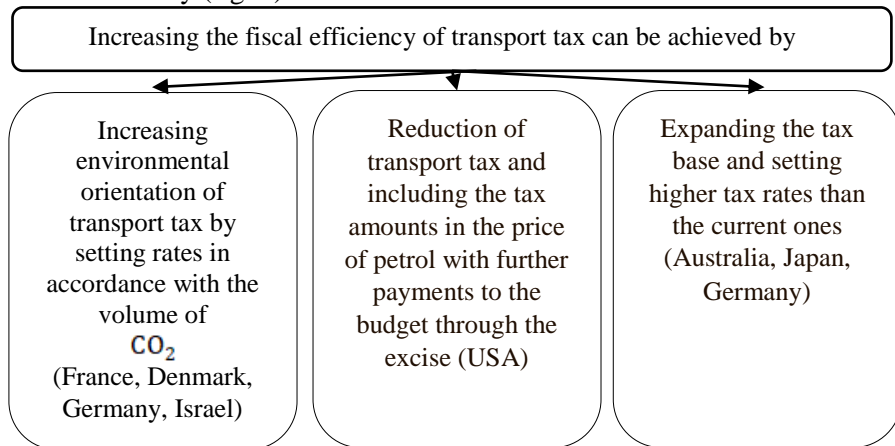 Increasing the fiscal efficiency of transport tax can be achieved by
Increasing
environmental
orientation of
transport tax by
setting rates in
accordance with the
volume of
CO₂
(France, Denmark,
Germany, Israel)
Reduction of
transport tax and
including the tax
amounts in the price
of petrol with further
payments to the
budget through the
excise (USA)
Expanding the tax
base and setting
higher tax rates than
the current ones
(Australia, Japan,
Germany)